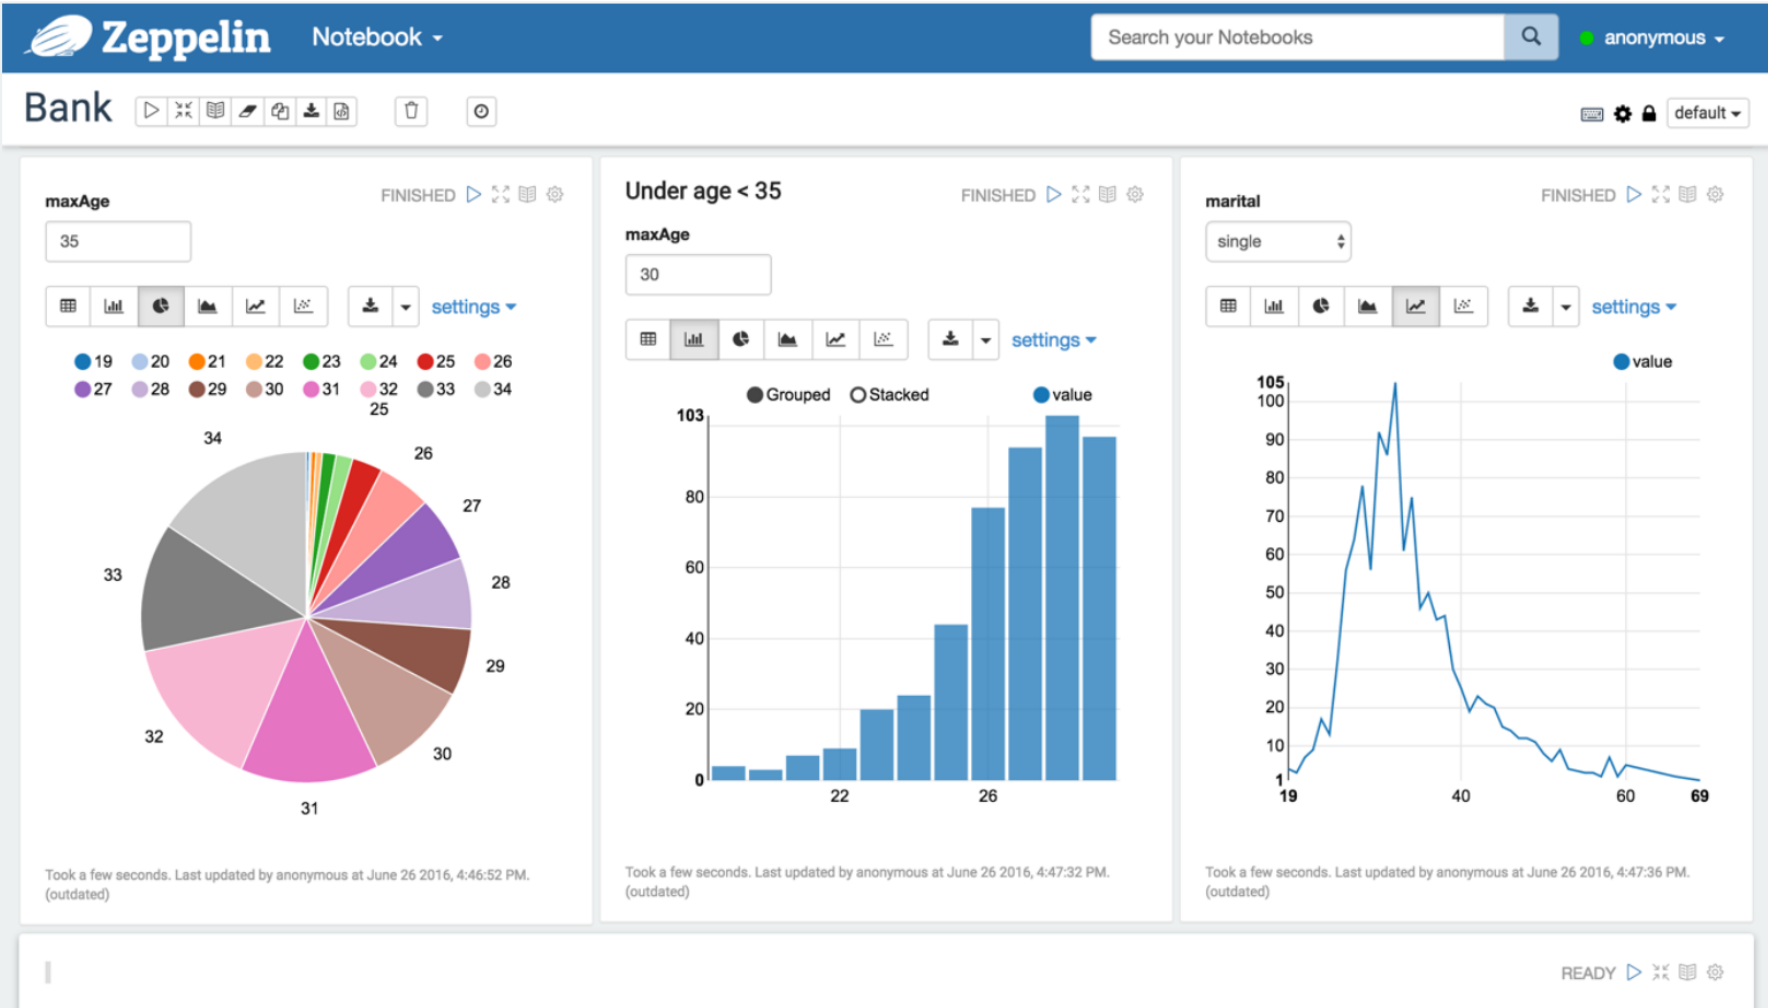 Zeppelin Notebook Search your Notebooks anonymous
Bank default
maxAge FINISHED
35
settings
19 20 21 22 23 24 25 26
27 28 29 30 31 32 33 34
25
34
26
27
33
28
29
32
30
31
Took a few seconds. Last updated by anonymous at June 26 2016, 4:46:52 PM.
(outdated)
Under age < 35 FINISHED
maxAge
30
settings
Grouped Stacked value
103
80
60
40
20
0
22 26
Took a few seconds. Last updated by anonymous at June 26 2016, 4:47:32 PM.
(outdated)
marital FINISHED
single
settings
value
105
100
90
80
70
60
50
40
30
20
10
1
19 40 60 69
Took a few seconds. Last updated by anonymous at June 26 2016, 4:47:36 PM.
(outdated)
READY